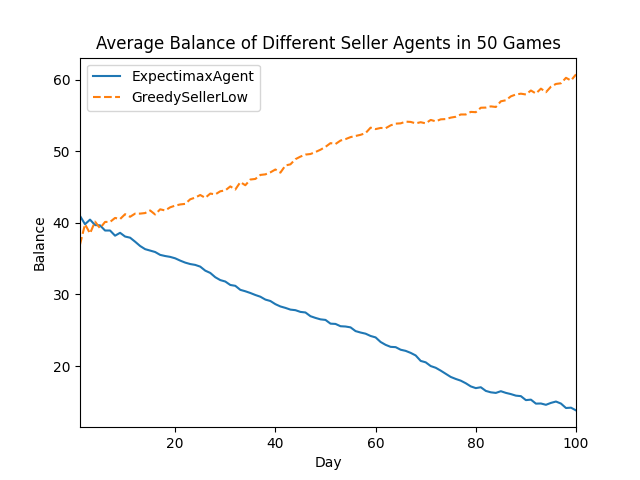 Average Balance of Different Seller Agents in 50 Games
ExpectimaxAgent
GreedySellerLow
60
50
40
30
20
Balance
20 40 60 80 100
Day